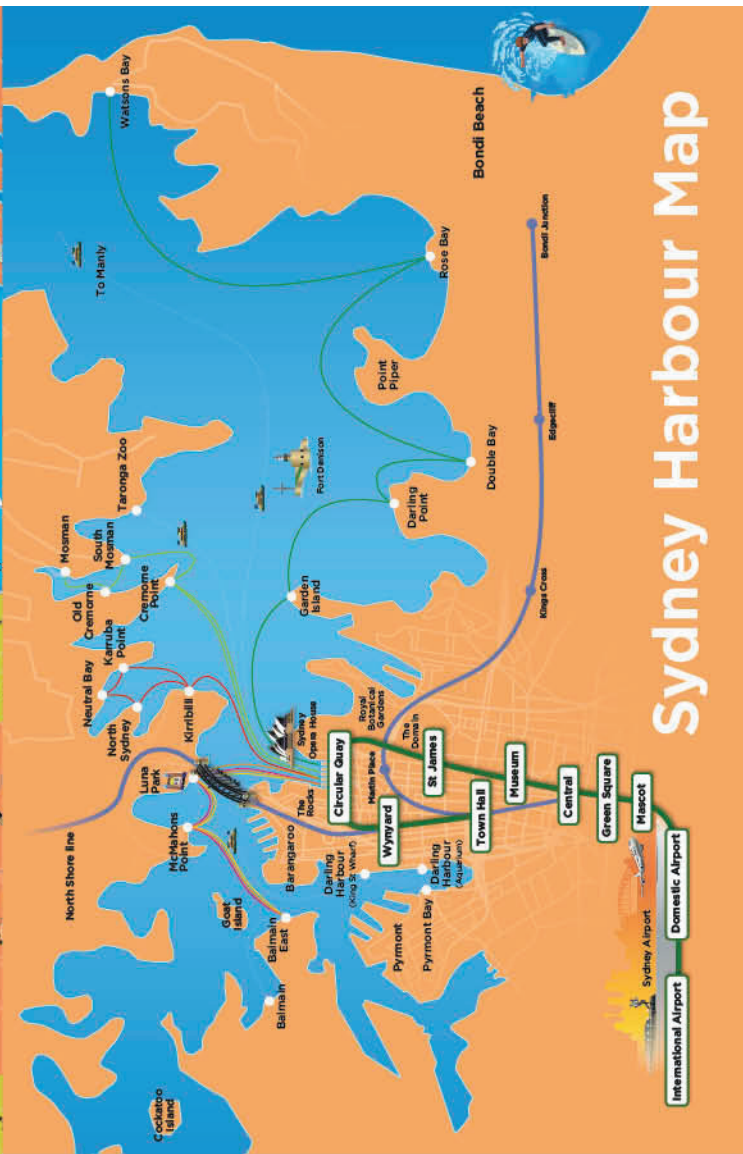 Sydney Harbour Map
North Shore line
Cockatoo
Island
Balmain
Balmain
East
Goat
Island
McMahons
Point
Luna
Park
North
Sydney
Neutral Bay
Karruba
Point
Kirribilli
Old
Cremorne
Mosman
South
Mosman
Cremorne
Point
Taronga Zoo
To Manly
Watsons Bay
Fort Denison
Garden
Island
Darling
Point
Double Bay
Point
Piper
Rose Bay
Bondi Beach
Bondi Junction
Edgecliff
Kings Cross
Sydney
Opera House
The Rocks
Royal
Botanical
Gardens
The
Domain
Barangaroo
Circular Quay
Martin Place
Wynyard
St James
Darling
Harbour
(King St Wharf)
Darling
Harbour
(Aquarium)
Pyrmont
Pyrmont Bay
Town Hall
Museum
Central
Green Square
Mascot
Sydney Airport
Domestic Airport
International Airport